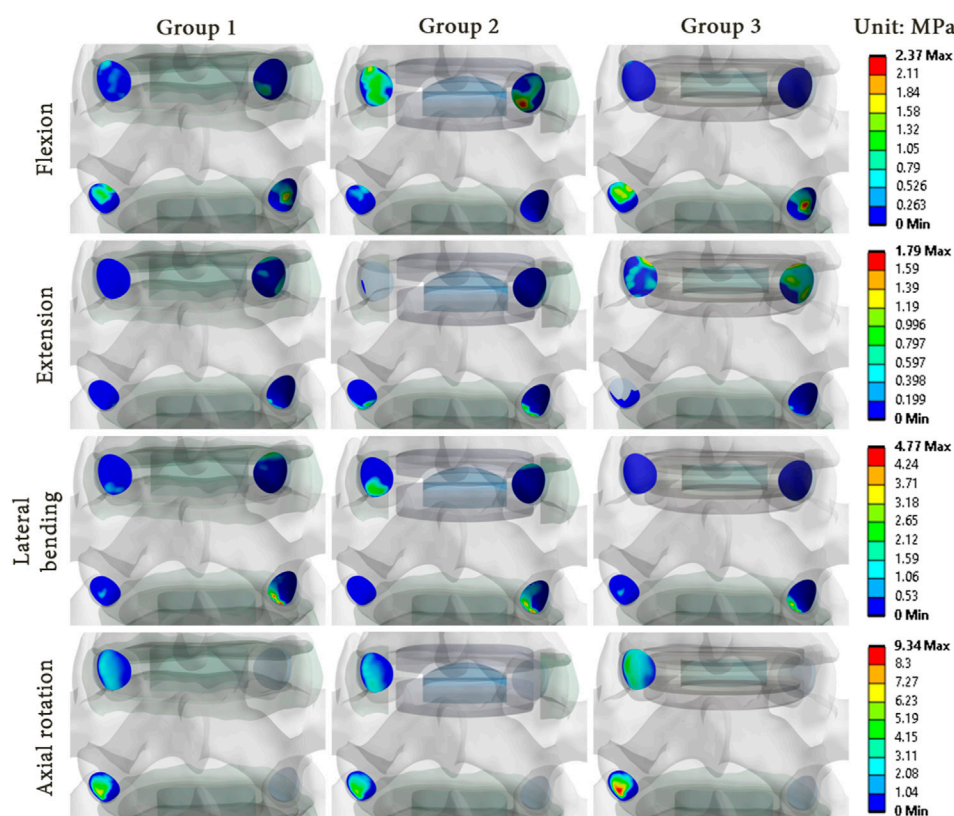 Group 1 Group 2 Group 3 Unit: MPa
Flexion
2.37 Max
2.11
1.84
1.58
1.32
1.05
0.79
0.526
0.263
0 Min
Extension
1.79 Max
1.59
1.39
1.19
0.996
0.797
0.597
0.398
0.199
0 Min
Lateral
bending
4.77 Max
4.24
3.71
3.18
2.65
2.12
1.59
1.06
0.53
0 Min
Axial rotation
9.34 Max
8.3
7.27
6.23
5.19
4.15
3.11
2.08
1.04
0 Min